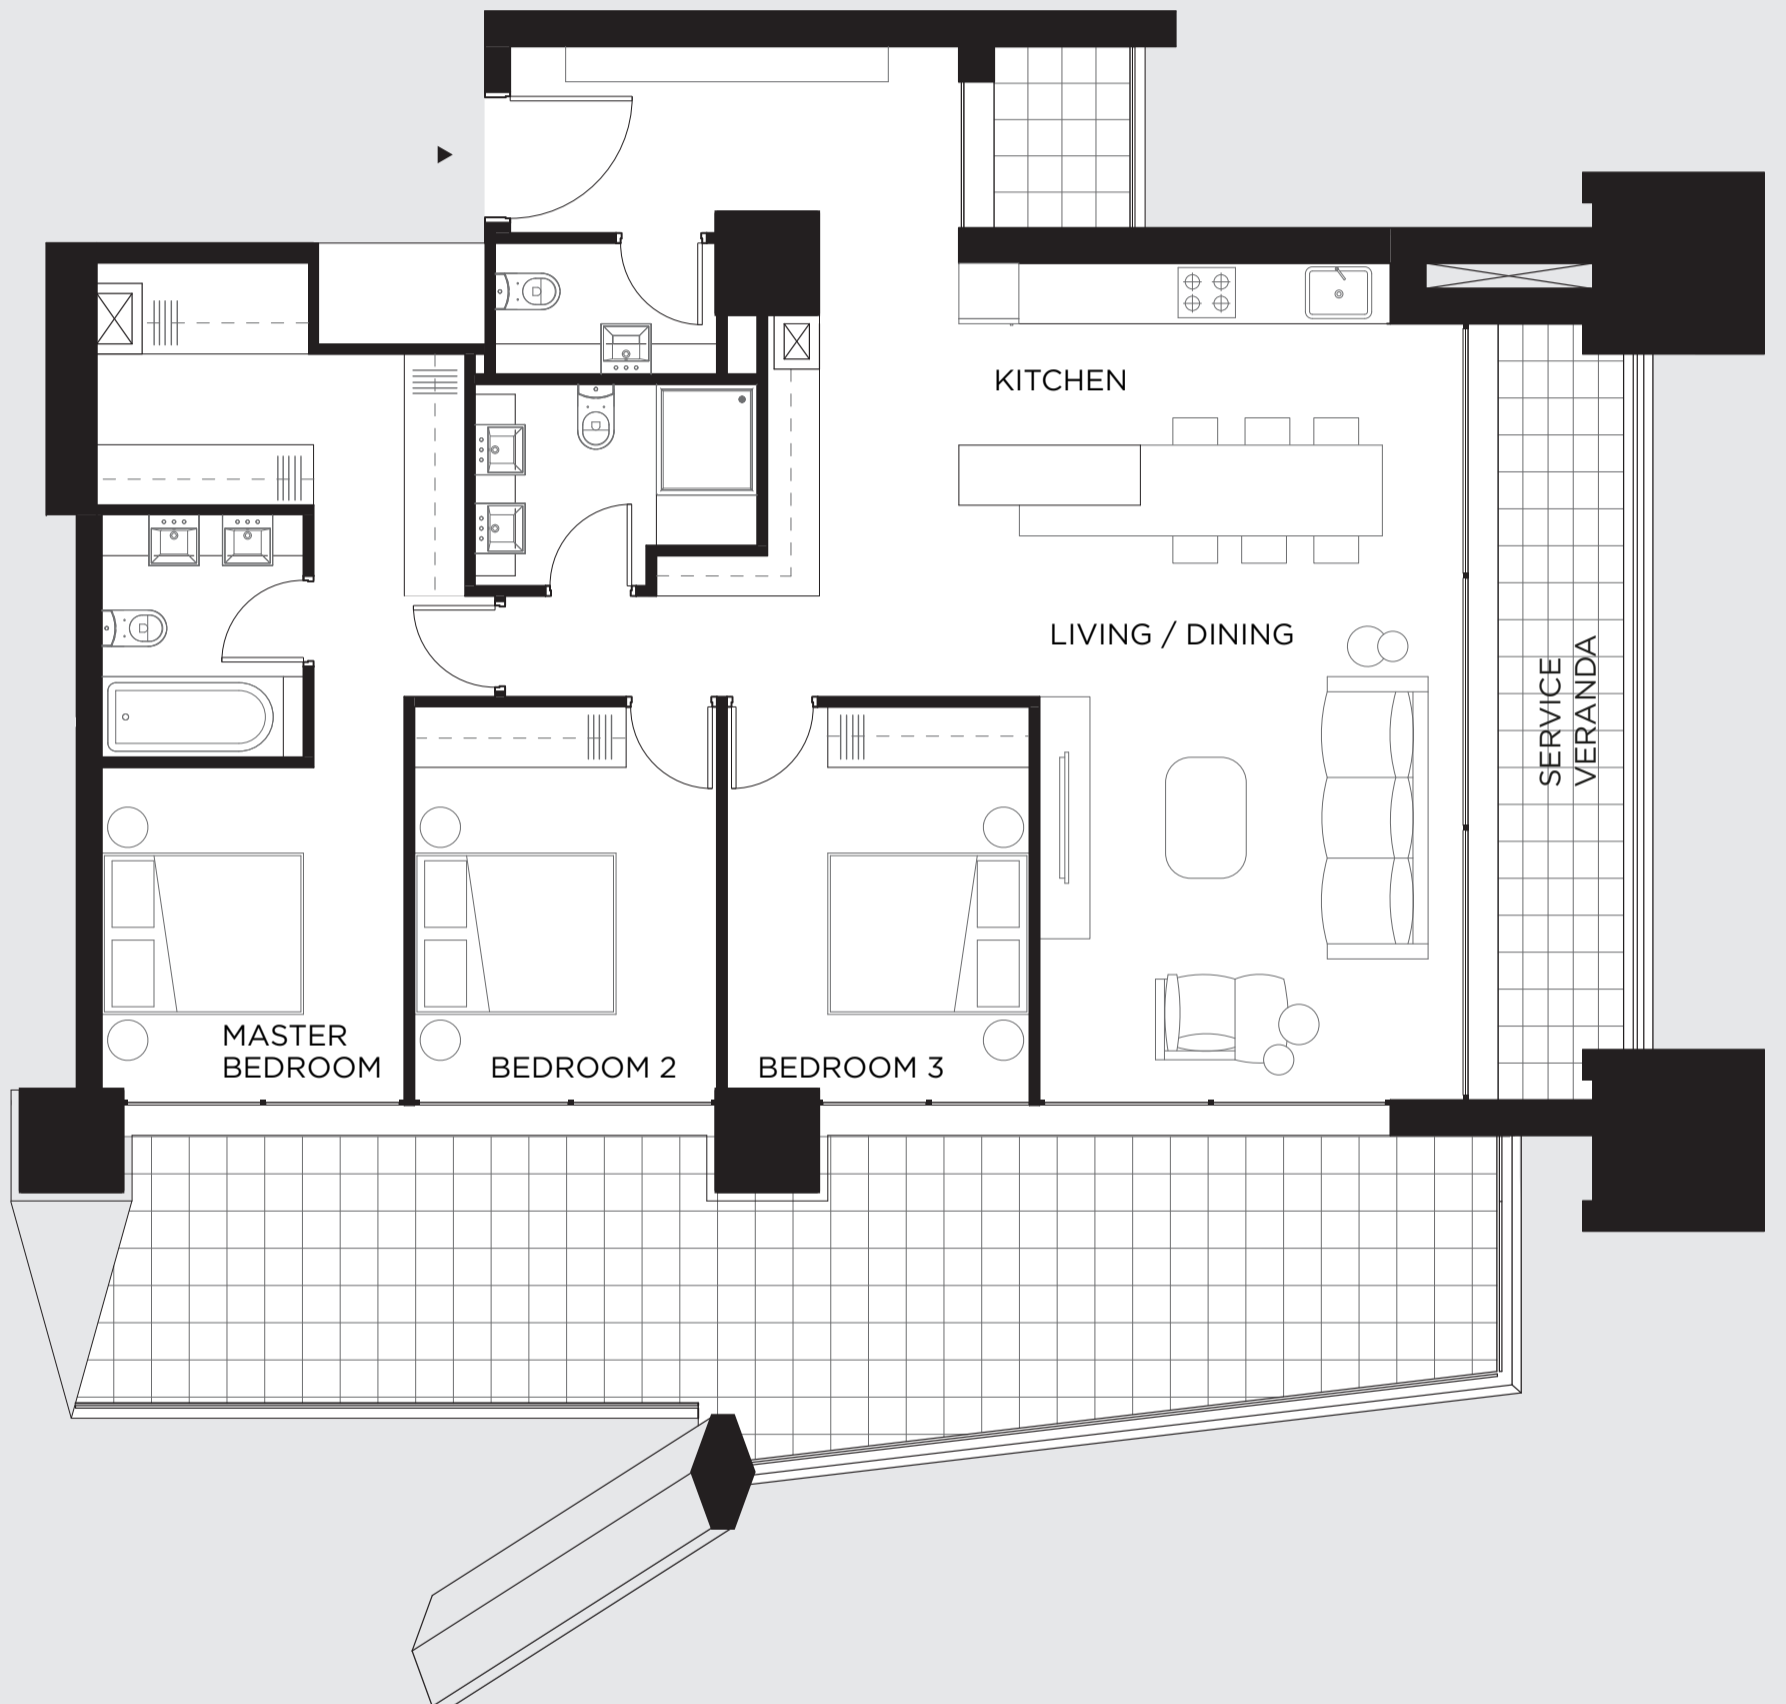 KITCHEN
LIVING / DINING
SERVICE
VERANDA
MASTER
BEDROOM
BEDROOM 2
BEDROOM 3